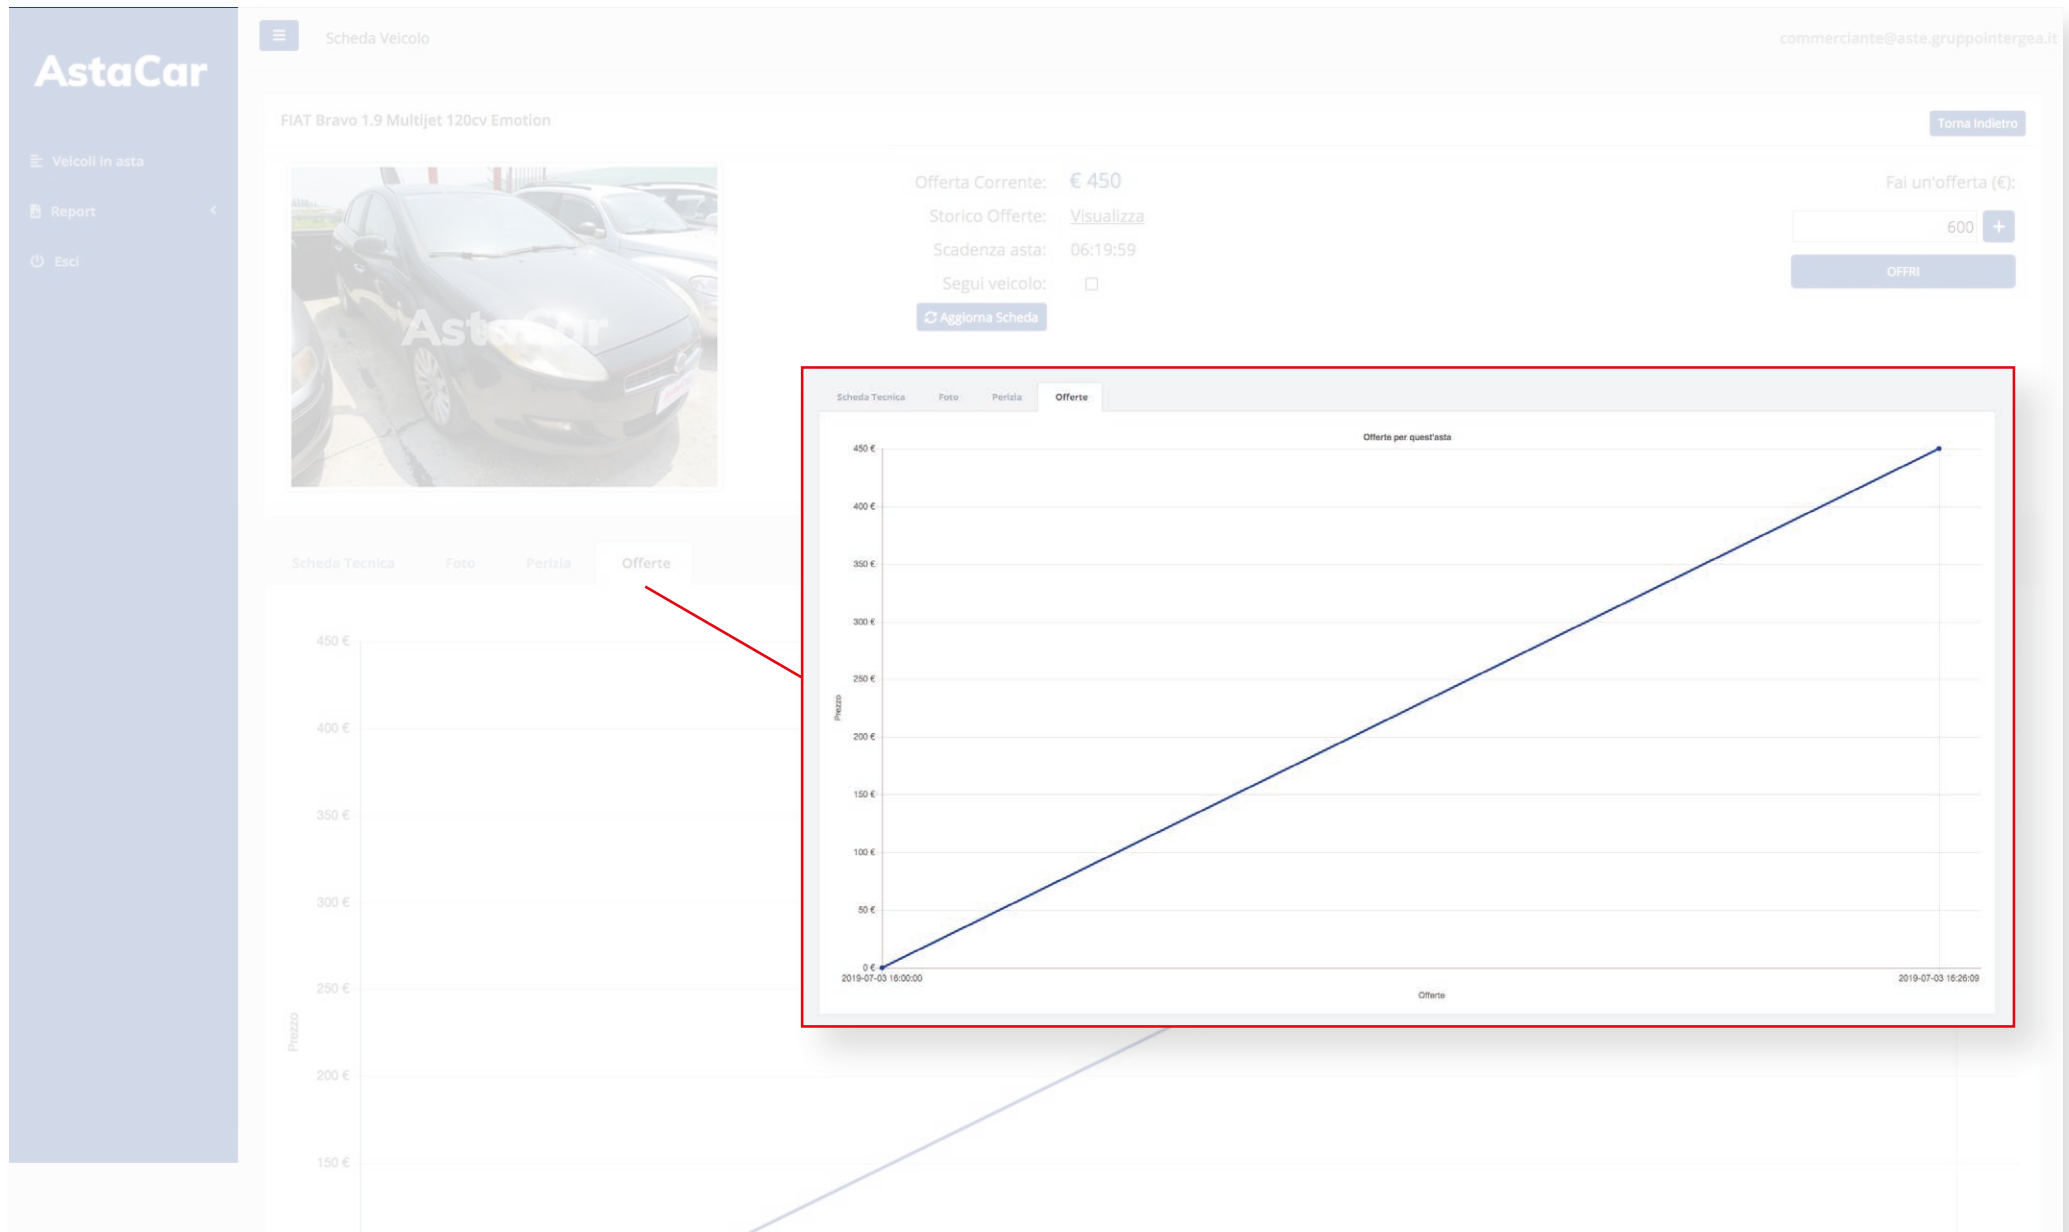 AstaCar
Veicoli in asta
Report
Esci
Scheda Veicolo
commerciante@aste.gruppointergea.it
FIAT Bravo 1.9 Multijet 120cv Emotion
Torna Indietro
AstaCar
Offerta Corrente: € 450
Storico Offerte: Visualizza
Scadenza asta: 06:19:59
Segui veicolo:
Aggiorna Scheda
Fai un'offerta (€):
600 +
OFFRI
Scheda Tecnica Foto Perizia Offerte
450 €
400 €
350 €
300 €
250 €
200 €
150 €
Prezzo
Scheda Tecnica Foto Perizia Offerte
Offerte per quest'asta
450 €
400 €
350 €
300 €
250 €
200 €
150 €
100 €
50 €
0 €
Prezzo
2019-07-03 16:00:00 2019-07-03 16:26:09
Offerte